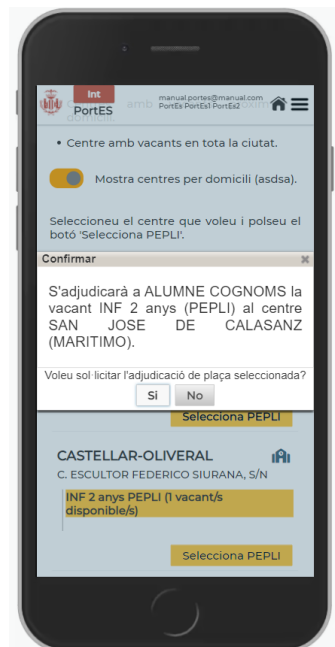 Int
PortES
manual.portes@manual.com
PortEs PortEs1 PortEs2
amb
• Centre amb vacants en tota la ciutat.
Mostra centres per domicili (asdsa).
Seleccioneu el centre que voleu i polseu el
botó 'Selecciona PEPLI'.
Confirmar
S'adjudicarà a ALUMNE COGNOMS la
vacant INF 2 anys (PEPLI) al centre
SAN JOSE DE CALASANZ
(MARITIMO).
Voleu sol·licitar l'adjudicació de plaça seleccionada?
Si
No
Selecciona PEPLI
CASTELLAR-OLIVERAL
C. ESCULTOR FEDERICO SIURANA, S/N
INF 2 anys PEPLI (1 vacant/s
disponible/s)
Selecciona PEPLI